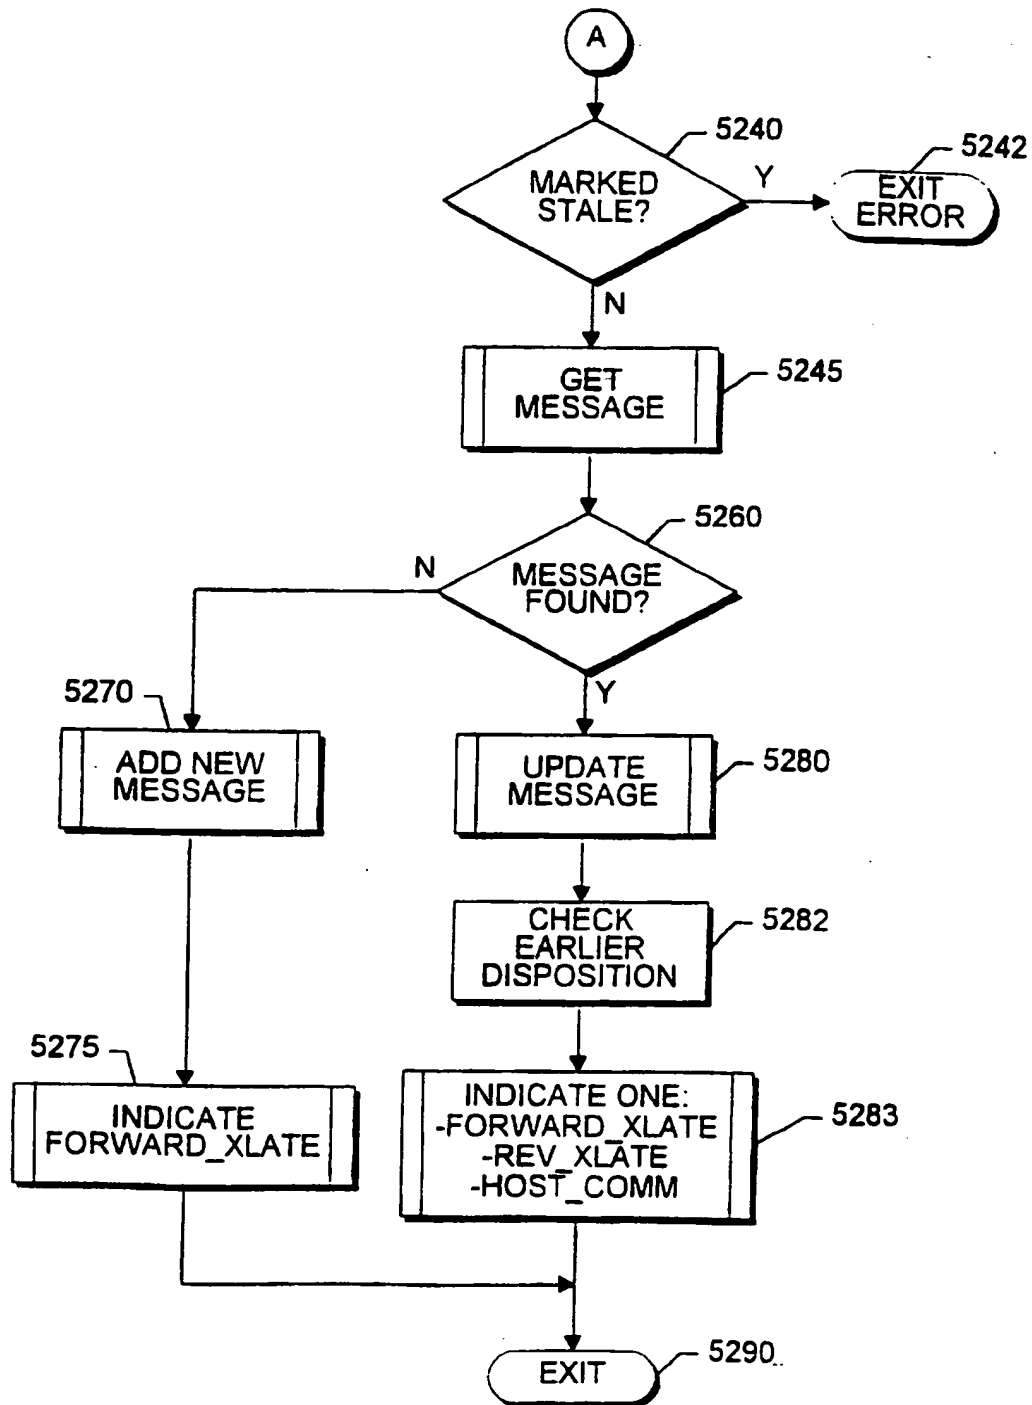 A
5240
MARKED
STALE?
Y
5242
EXIT
ERROR
N
GET
MESSAGE
5245
5260
MESSAGE
FOUND?
N
Y
5270
ADD NEW
MESSAGE
UPDATE
MESSAGE
5280
CHECK
EARLIER
DISPOSITION
5282
5275
INDICATE
FORWARD_XLATE
INDICATE ONE:
-FORWARD_XLATE
-REV_XLATE
-HOST_COMM
5283
EXIT
5290